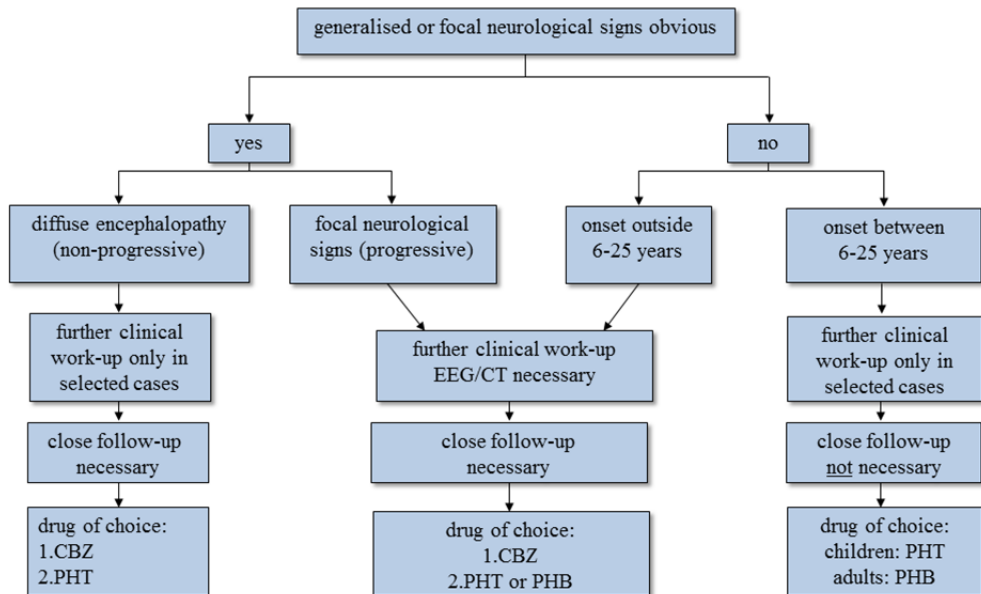 generalised or focal neurological signs obvious
yes
no
diffuse encephalopathy
(non-progressive)
focal neurological
signs (progressive)
onset outside
6-25 years
onset between
6-25 years
further clinical
work-up only in
selected cases
further clinical work-up
EEG/CT necessary
further clinical
work-up only in
selected cases
close follow-up
necessary
close follow-up
necessary
close follow-up
not necessary
drug of choice:
1.CBZ
2.PHT
drug of choice:
1.CBZ
2.PHT or PHB
drug of choice:
children: PHT
adults: PHB